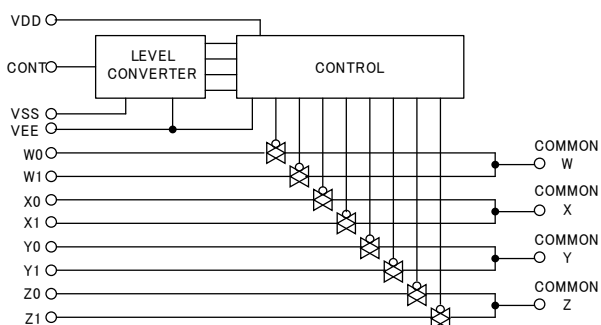 VDD
LEVEL
CONVERTER
CONTROL
CONT
VSS
VEE
W0
W1
X0
X1
Y0
Y1
Z0
Z1
COMMON
W
COMMON
X
COMMON
Y
COMMON
Z